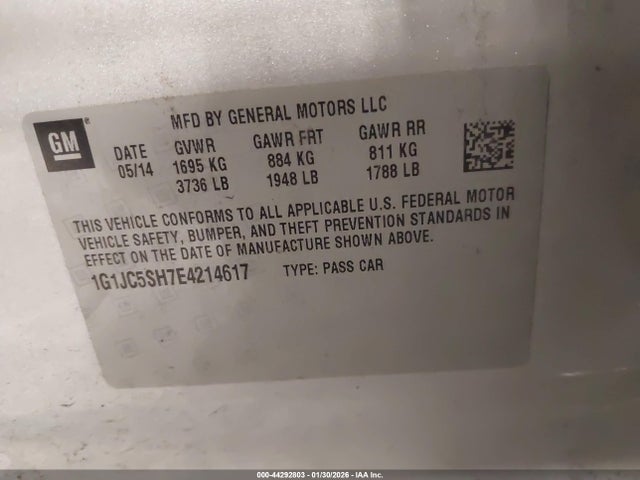 GM®
MFD BY GENERAL MOTORS LLC
DATE GVWR GAWR FRT GAWR RR
05/14 1695 KG 884 KG 811 KG
3736 LB 1948 LB 1788 LB
THIS VEHICLE CONFORMS TO ALL APPLICABLE U.S. FEDERAL MOTOR
VEHICLE SAFETY, BUMPER, AND THEFT PREVENTION STANDARDS IN
EFFECT ON THE DATE OF MANUFACTURE SHOWN ABOVE.
1G1JC5SH7E4214617 TYPE: PASS CAR
000-44292803 - 01/30/2026 - IAA Inc.